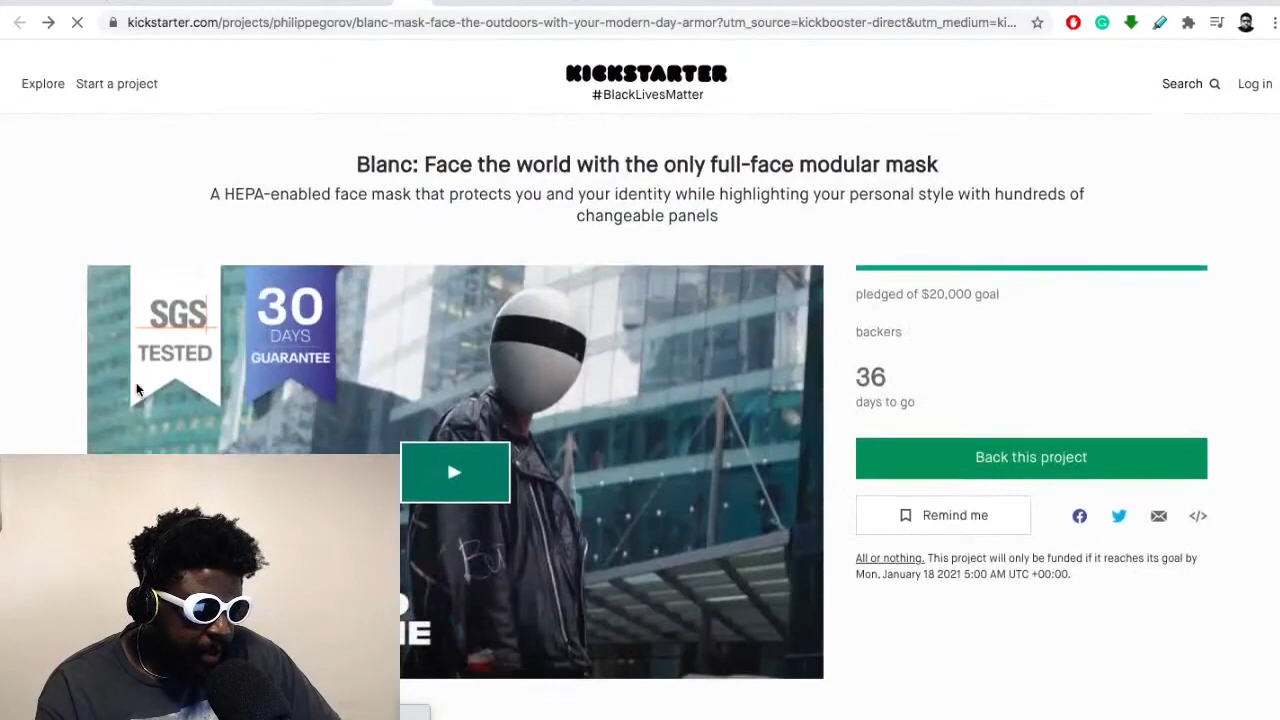 kickstarter.com/projects/philippegorov/blanc-mask-face-the-outdoors-with-your-modern-day-armor?utm_source=kickbooster-direct&utm_medium=ki...
Explore
Start a project
KICKSTARTER
#BlackLivesMatter
Search
Log in
Blanc: Face the world with the only full-face modular mask
A HEPA-enabled face mask that protects you and your identity while highlighting your personal style with hundreds of
changeable panels
SGS
TESTED
30
DAYS
GUARANTEE
pledged of $20,000 goal
backers
36
days to go
Back this project
Remind me
All or nothing. This project will only be funded if it reaches its goal by
Mon, January 18 2021 5:00 AM UTC +00:00.